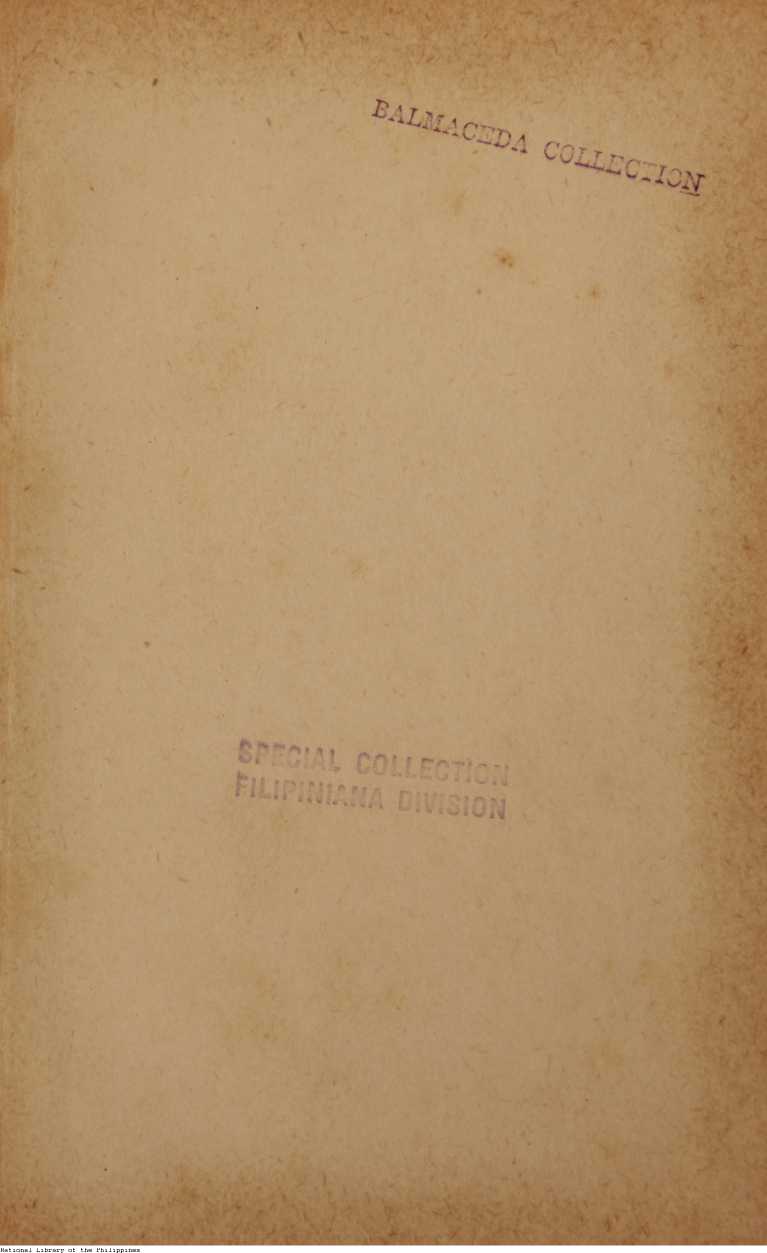 BALMACEDA COLLECTION
SPECIAL COLLECTION
FILIPINIANA DIVISION
National Library of the Philippines